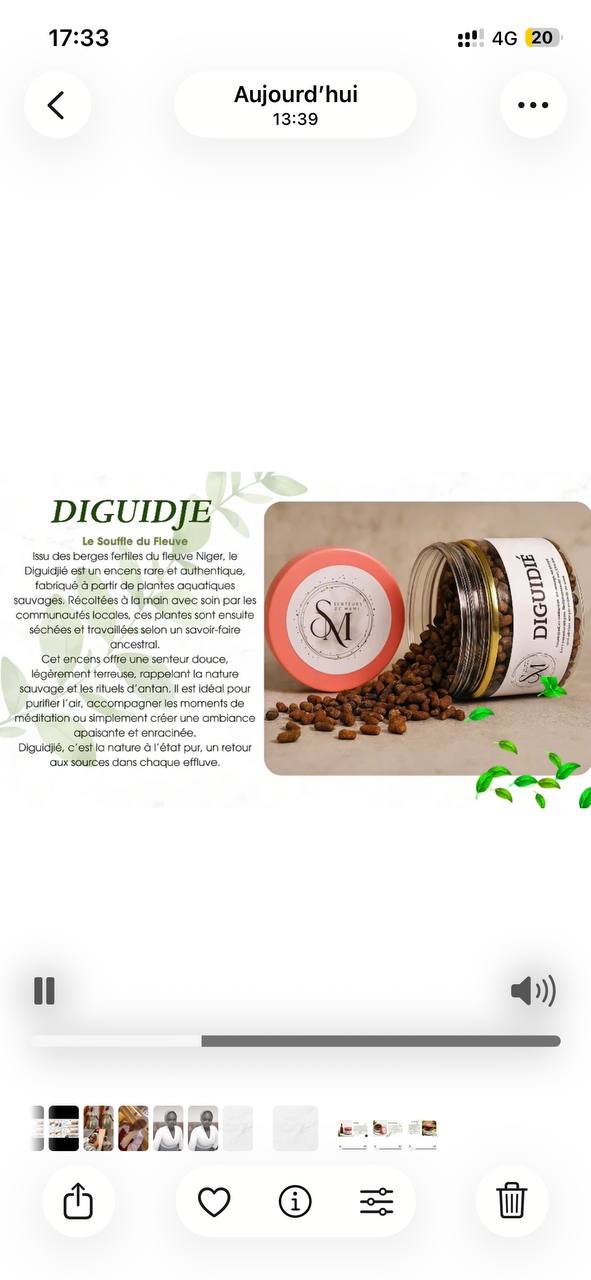 17:33
4G
20
Aujourd'hui
13:39
DIGUIDJE
Le Souffle du Fleuve
Issu des berges fertiles du fleuve Niger, le
Diguidjié est un encens rare et authentique,
fabriqué à partir de plantes aquatiques
sauvages. Récoltées à la main avec soin par les
communautés locales, ces plantes sont ensuite
séchées et travaillées selon un savoir-faire
ancestral.
Cet encens offre une senteur douce,
légèrement terreuse, rappelant la nature
sauvage et les rituels d'antan. Il est idéal pour
purifier l'air, accompagner les moments de
méditation ou simplement créer une ambiance
apaisante et enracinée.
Diguidjié, c'est la nature à l'état pur, un retour
aux sources dans chaque effluve.
SM
SENTEURS
DE MAMI
DIGUIDIÉ
SM